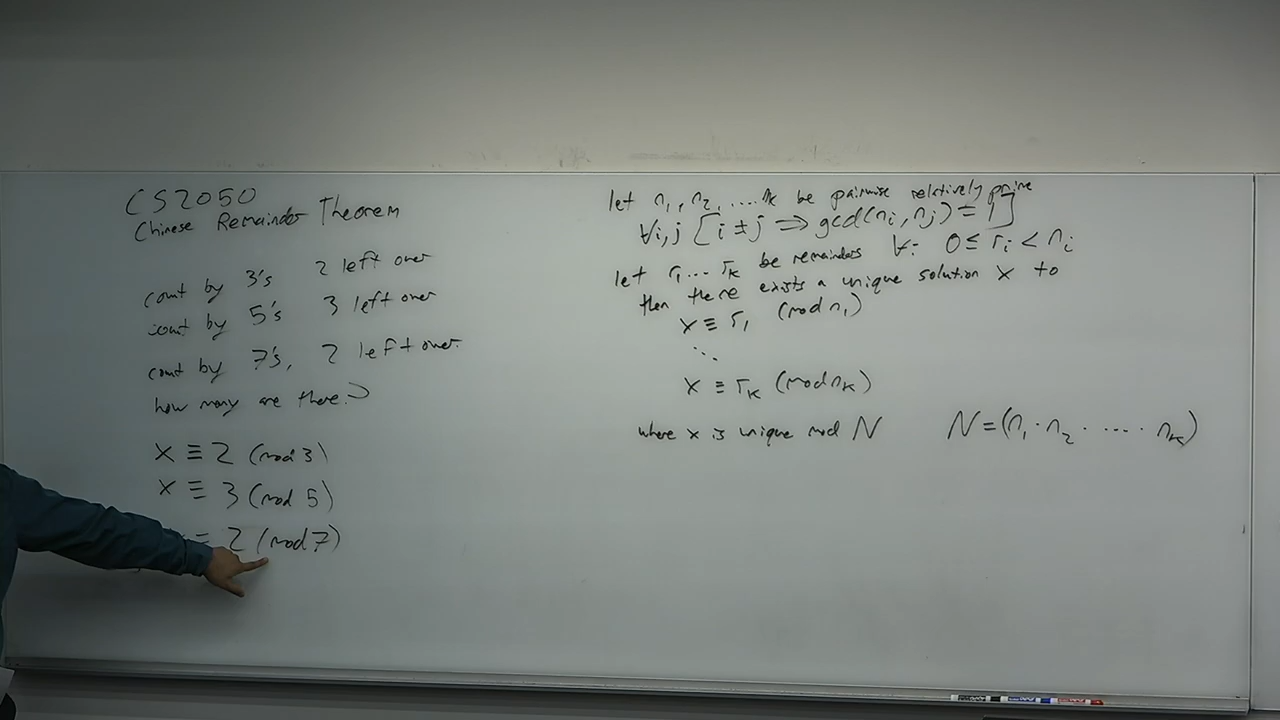 CS2050
Chinese Remainder Theorem
count by 3's 2 left over
count by 5's 3 left over
count by 7's, 2 left over.
how many are there?
x ≡ 2 (mod 3)
x ≡ 3 (mod 5)
≡ 2 (mod 7)
let n₁, n₂, .... nₖ be pairwise relatively prime
∀i,j [i ≠ j ⇒ gcd(nᵢ, nⱼ) = 1]
let r₁ ... rₖ be remainders ∀i 0 ≤ rᵢ < nᵢ
then there exists a unique solution x to
x ≡ r₁ (mod n₁)
...
x ≡ rₖ (mod nₖ)
where x is unique mod N N = (n₁ · n₂ · .... · nₖ)